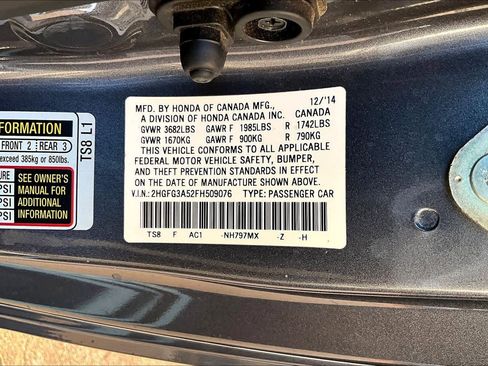 12/'14
MFD. BY HONDA OF CANADA MFG., CANADA
A DIVISION OF HONDA CANADA INC.
GVWR 3682LBS GAWR F 1985LBS R 1742LBS
GVWR 1670KG GAWR F 900KG R 790KG
THIS VEHICLE CONFORMS TO ALL APPLICABLE
FEDERAL MOTOR VEHICLE SAFETY, BUMPER,
AND THEFT PREVENTION STANDARDS IN EFFECT
ON THE DATE OF MANUFACTURE SHOWN ABOVE.
V.I.N.: 2HGFG3A52FH509076 TYPE: PASSENGER CAR
TS8 F AC1 -NH797MX -Z -H
FORMATION
FRONT 2 REAR 3
exceed 385kg or 850lbs.
TS8 L1
URE SEE OWNER'S
PSI MANUAL FOR
PSI ADDITIONAL
PSI INFORMATION